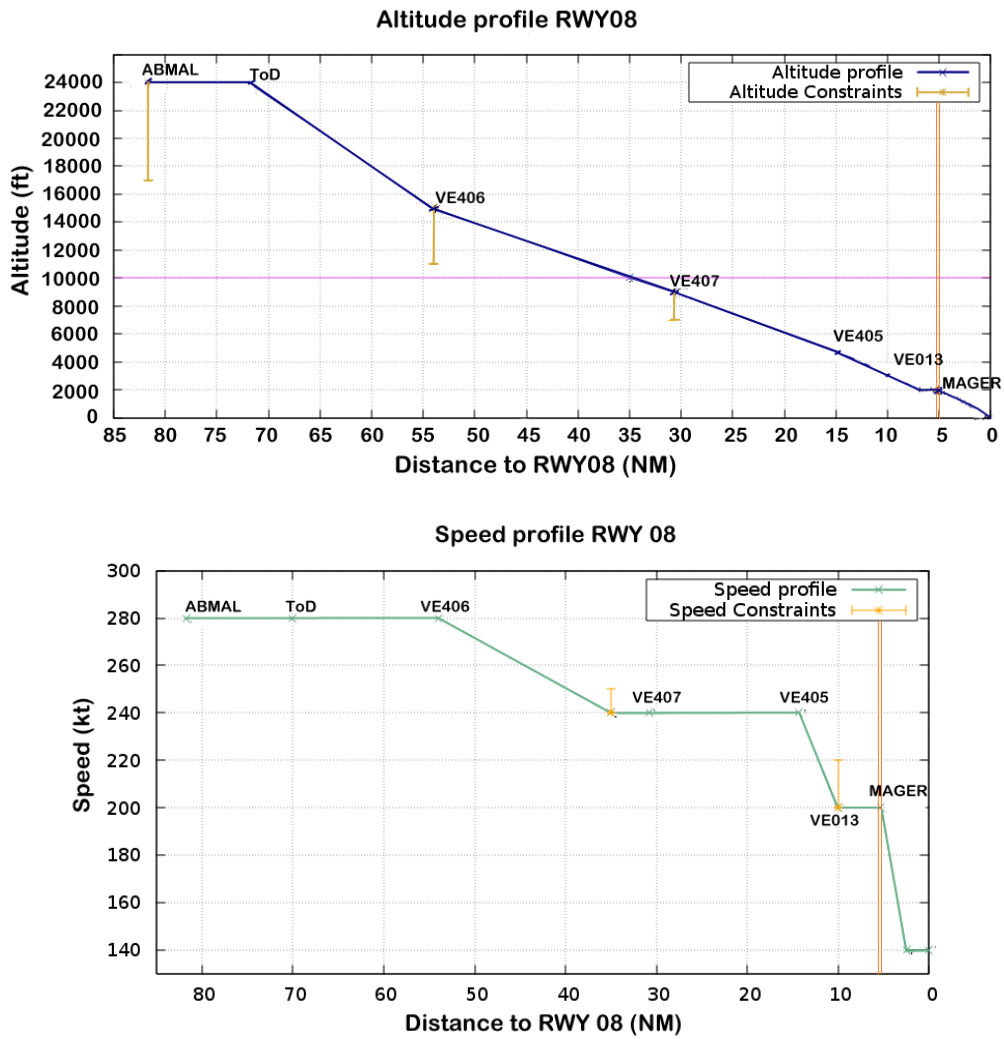 Altitude profile RWY08
24000
22000
20000
18000
16000
14000
12000
10000
8000
6000
4000
2000
0
Altitude (ft)
ABMAL
ToD
VE406
VE407
VE405
VE013
MAGER
Altitude profile
Altitude Constraints
85 80 75 70 65 60 55 50 45 40 35 30 25 20 15 10 5 0
Distance to RWY08 (NM)
Speed profile RWY 08
300
280
260
240
220
200
180
160
140
Speed (kt)
ABMAL
ToD
VE406
VE407
VE405
MAGER
VE013
Speed profile
Speed Constraints
80 70 60 50 40 30 20 10 0
Distance to RWY 08 (NM)